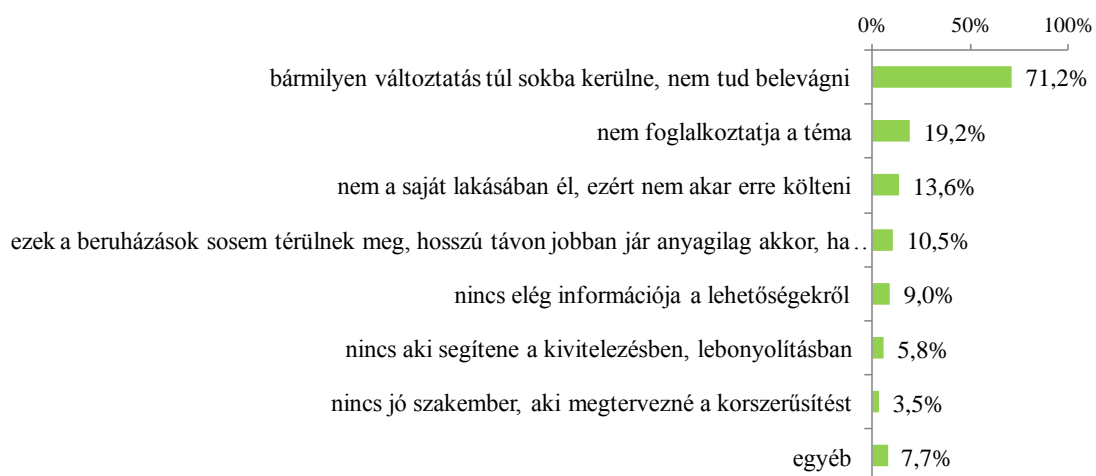 0% 50% 100%
bármilyen változtatás túl sokba kerülne, nem tud belevágni 71,2%
nem foglalkoztatja a téma 19,2%
nem a saját lakásában él, ezért nem akar erre költeni 13,6%
ezek a beruházások sosem térülnek meg, hosszú távon jobban jár anyagilag akkor, ha .. 10,5%
nincs elég információja a lehetőségekről 9,0%
nincs aki segítene a kivitelezésben, lebonyolításban 5,8%
nincs jó szakember, aki megtervezné a korszerűsítést 3,5%
egyéb 7,7%